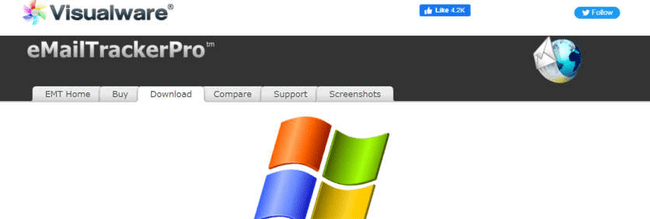 Visualware®
Like 4.2K
Follow
eMailTrackerPro™
EMT Home Buy Download Compare Support Screenshots